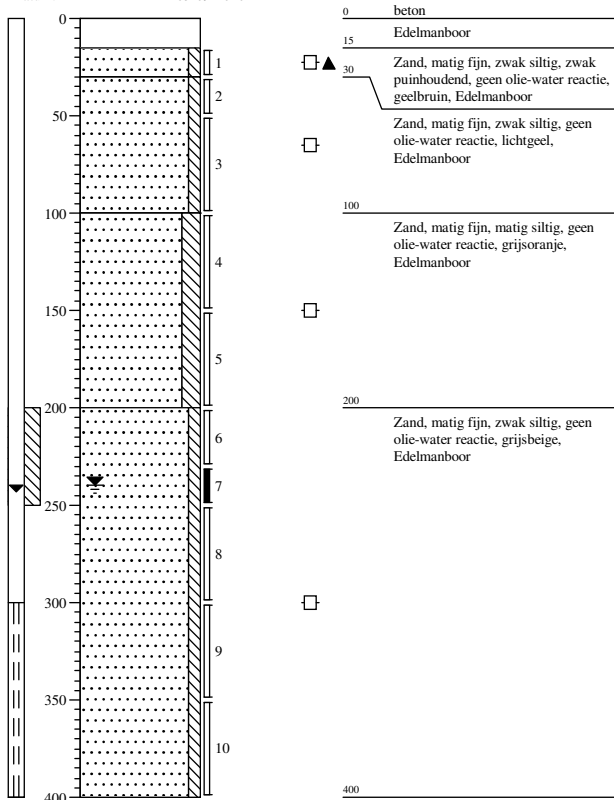 0
50
100
150
200
250
300
350
400
1
2
3
4
5
6
7
8
9
10
0
beton
Edelmanboor
15
Zand, matig fijn, zwak siltig, zwak
puinhoudend, geen olie-water reactie,
geelbruin, Edelmanboor
30
Zand, matig fijn, zwak siltig, geen
olie-water reactie, lichtgeel,
Edelmanboor
100
Zand, matig fijn, matig siltig, geen
olie-water reactie, grijsoranje,
Edelmanboor
200
Zand, matig fijn, zwak siltig, geen
olie-water reactie, grijsbeige,
Edelmanboor
400